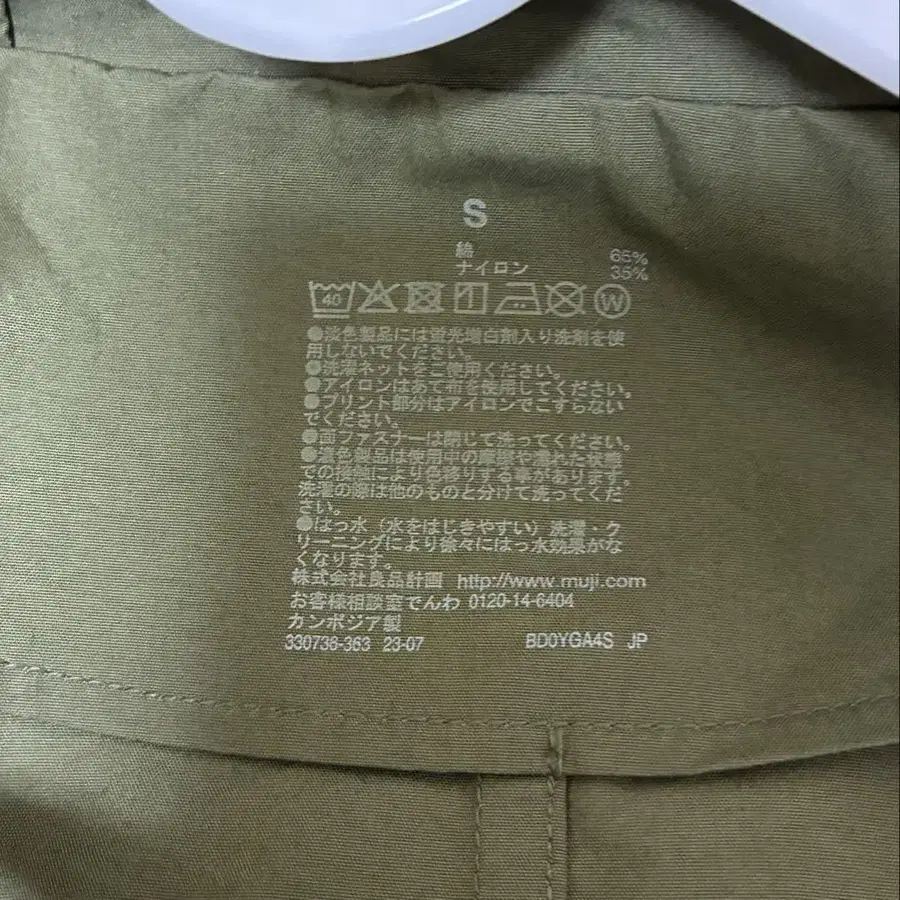 S
綿 65%
ナイロン 35%
40 W
●淡色製品には蛍光増白剤入り洗剤を使
用しないでください。
●洗濯ネットをご使用ください。
●アイロンはあて布を使用してください。
●プリント部分はアイロンでこすらない
でください。
●面ファスナーは閉じて洗ってください。
●濃色製品は使用中の摩擦や濡れた状態
での接触により色移りする事があります。
洗濯の際は他のものと分けて洗ってくだ
さい。
●はっ水（水をはじきやすい）洗濯・ク
リーニングにより徐々にはっ水効果がな
くなります。
株式会社良品計画 http://www.muji.com
お客様相談室でんわ 0120-14-6404
カンボジア製
330736-363 23-07 BD0YGA4S JP